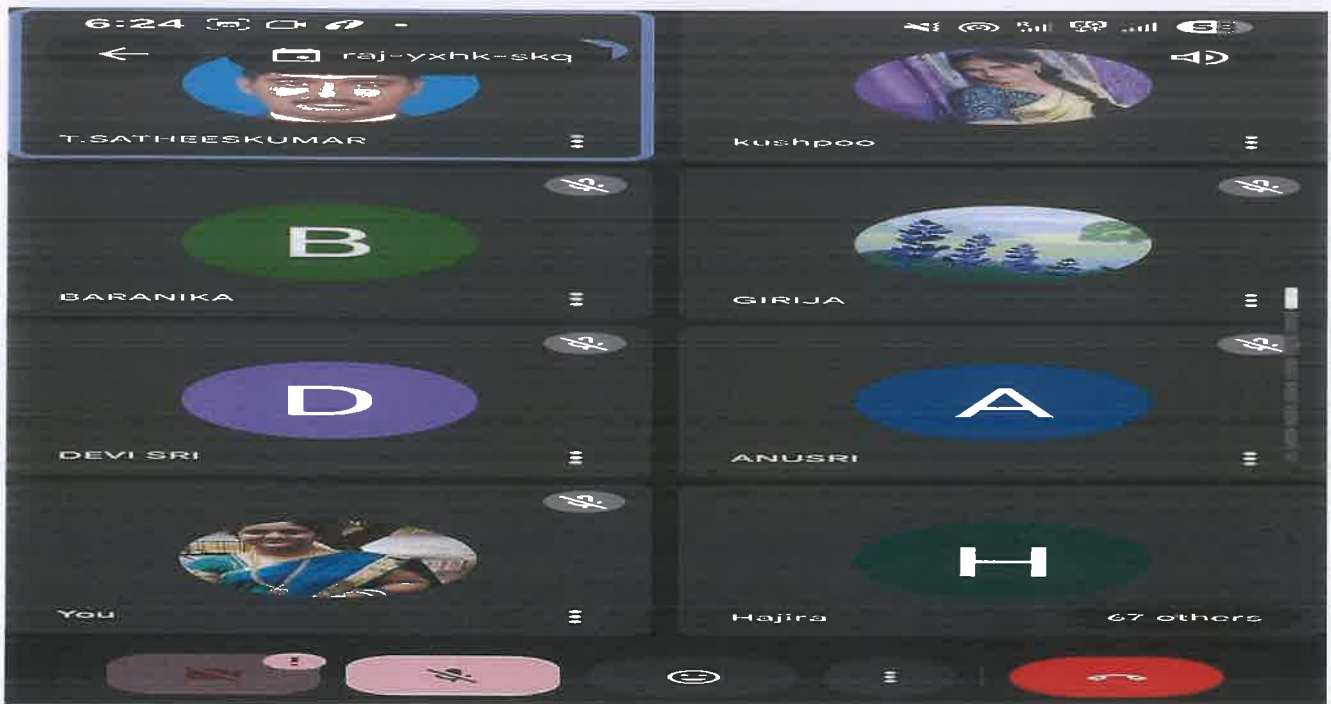 6:24
raj-yxhk-skq
T.SATHEESKUMAR
kushpoo
B
BARANIKA
GIRIJA
D
DEVI SRI
A
ANUSRI
You
H
Hajira
67 others